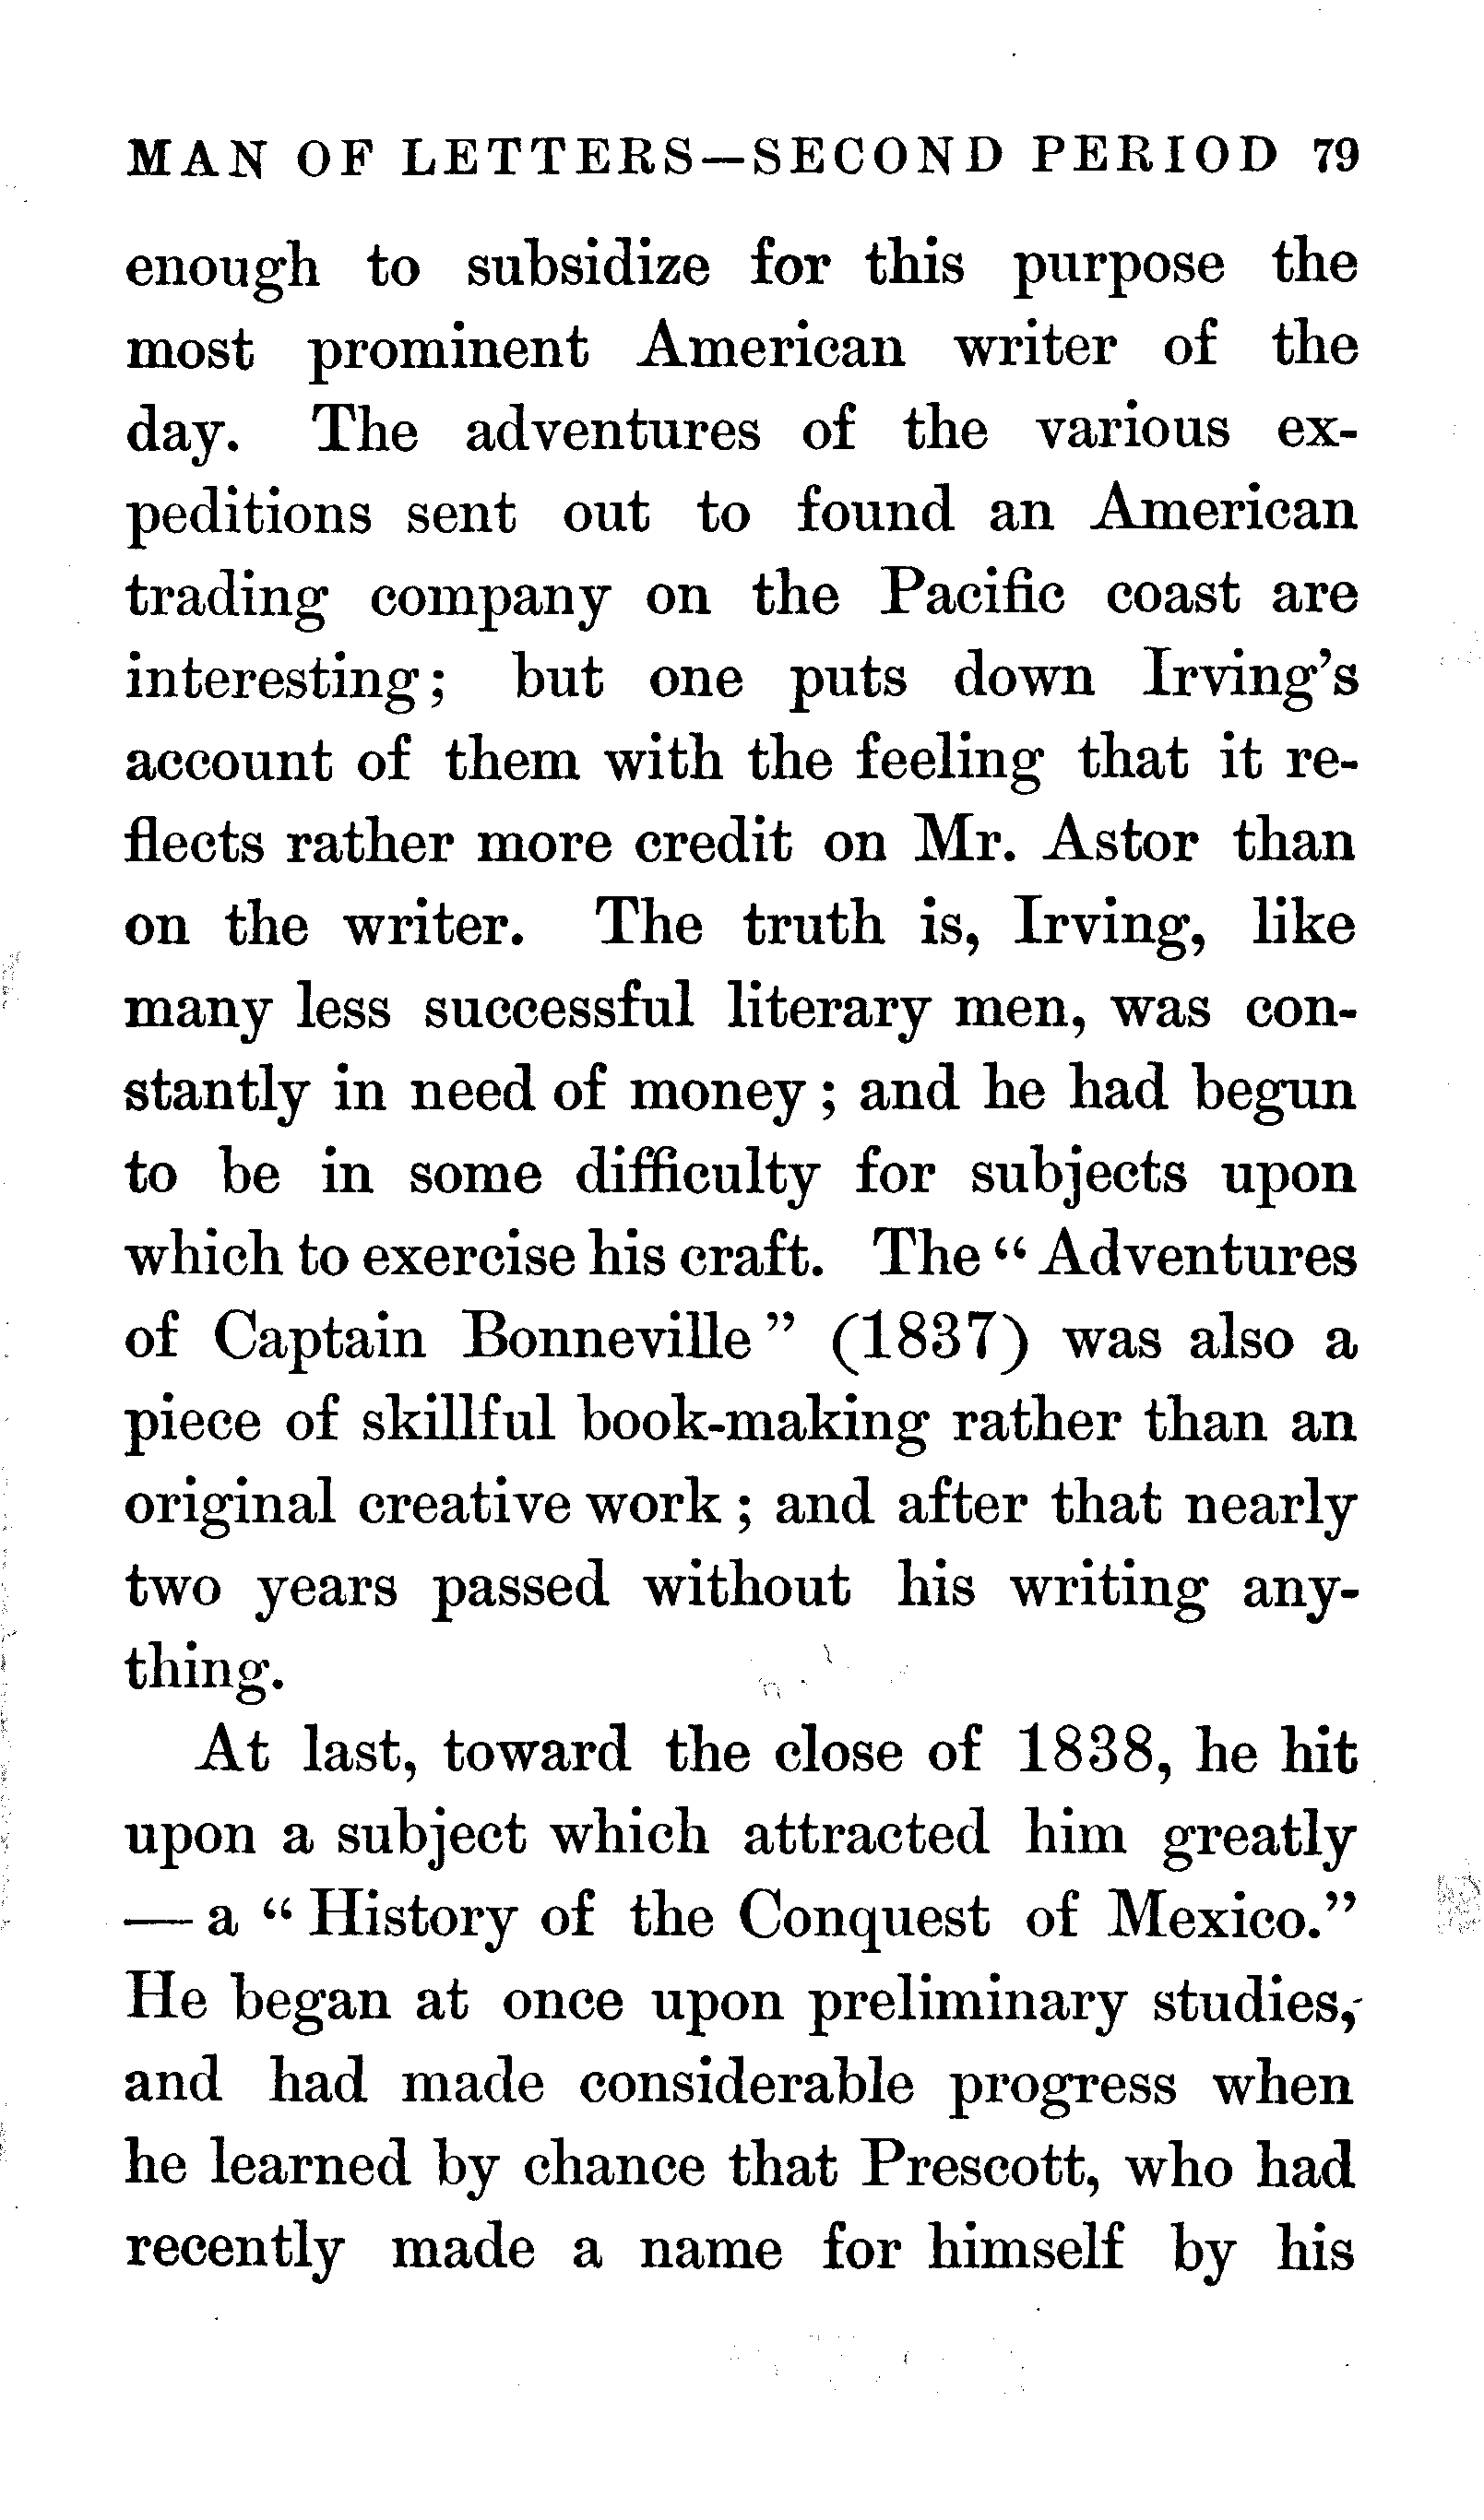 MAN OF LETTERS—SECOND PERIOD 79
enough to subsidize for this purpose the
most prominent American writer of the
day. The adventures of the various ex-
peditions sent out to found an American
trading company on the Pacific coast are
interesting; but one puts down Irving's
account of them with the feeling that it re-
flects rather more credit on Mr. Astor than
on the writer. The truth is, Irving, like
many less successful literary men, was con-
stantly in need of money; and he had begun
to be in some difficulty for subjects upon
which to exercise his craft. The "Adventures
of Captain Bonneville" (1837) was also a
piece of skillful book-making rather than an
original creative work; and after that nearly
two years passed without his writing any-
thing.
At last, toward the close of 1838, he hit
upon a subject which attracted him greatly
— a "History of the Conquest of Mexico."
He began at once upon preliminary studies,
and had made considerable progress when
he learned by chance that Prescott, who had
recently made a name for himself by his